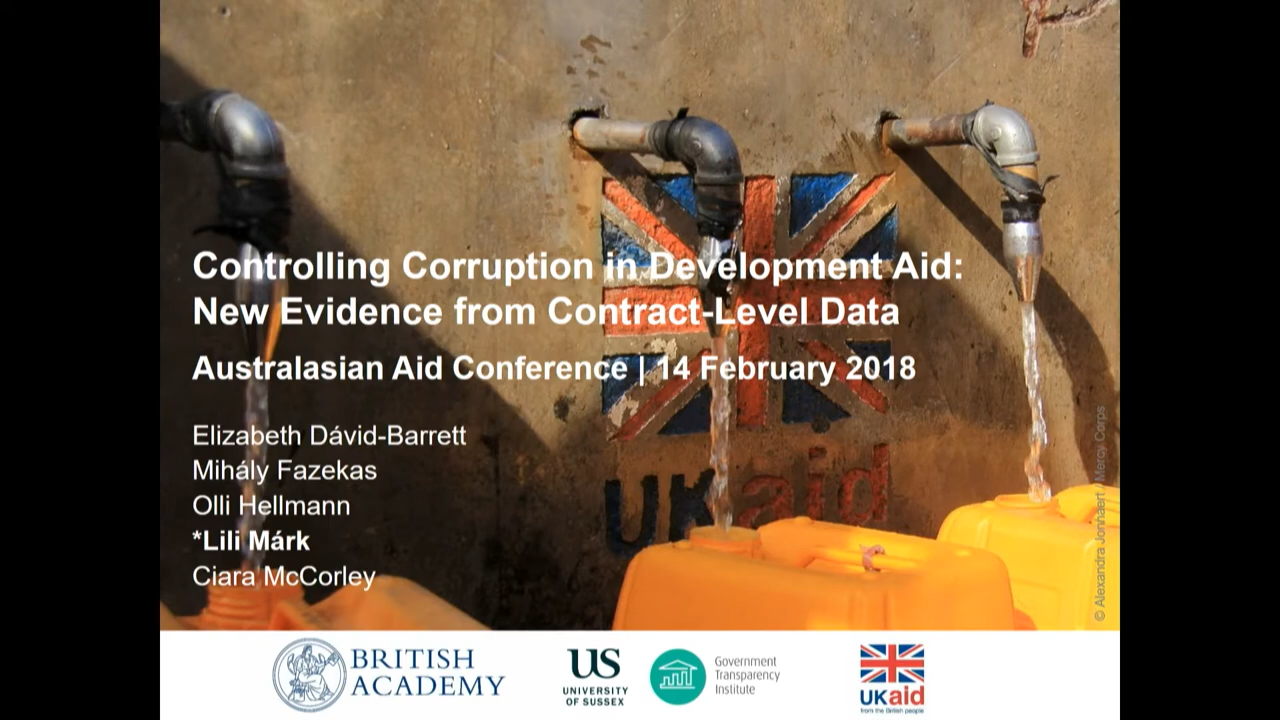 Controlling Corruption in Development Aid:
New Evidence from Contract-Level Data
Australasian Aid Conference | 14 February 2018
Elizabeth Dávid-Barrett
Mihály Fazekas
Olli Hellmann
*Lili Márk
Ciara McCorley
UKaid
© Alexandra Jonnaert / Mercy Corps
BRITISH
ACADEMY
US
UNIVERSITY
OF SUSSEX
Government
Transparency
Institute
UKaid
from the British people